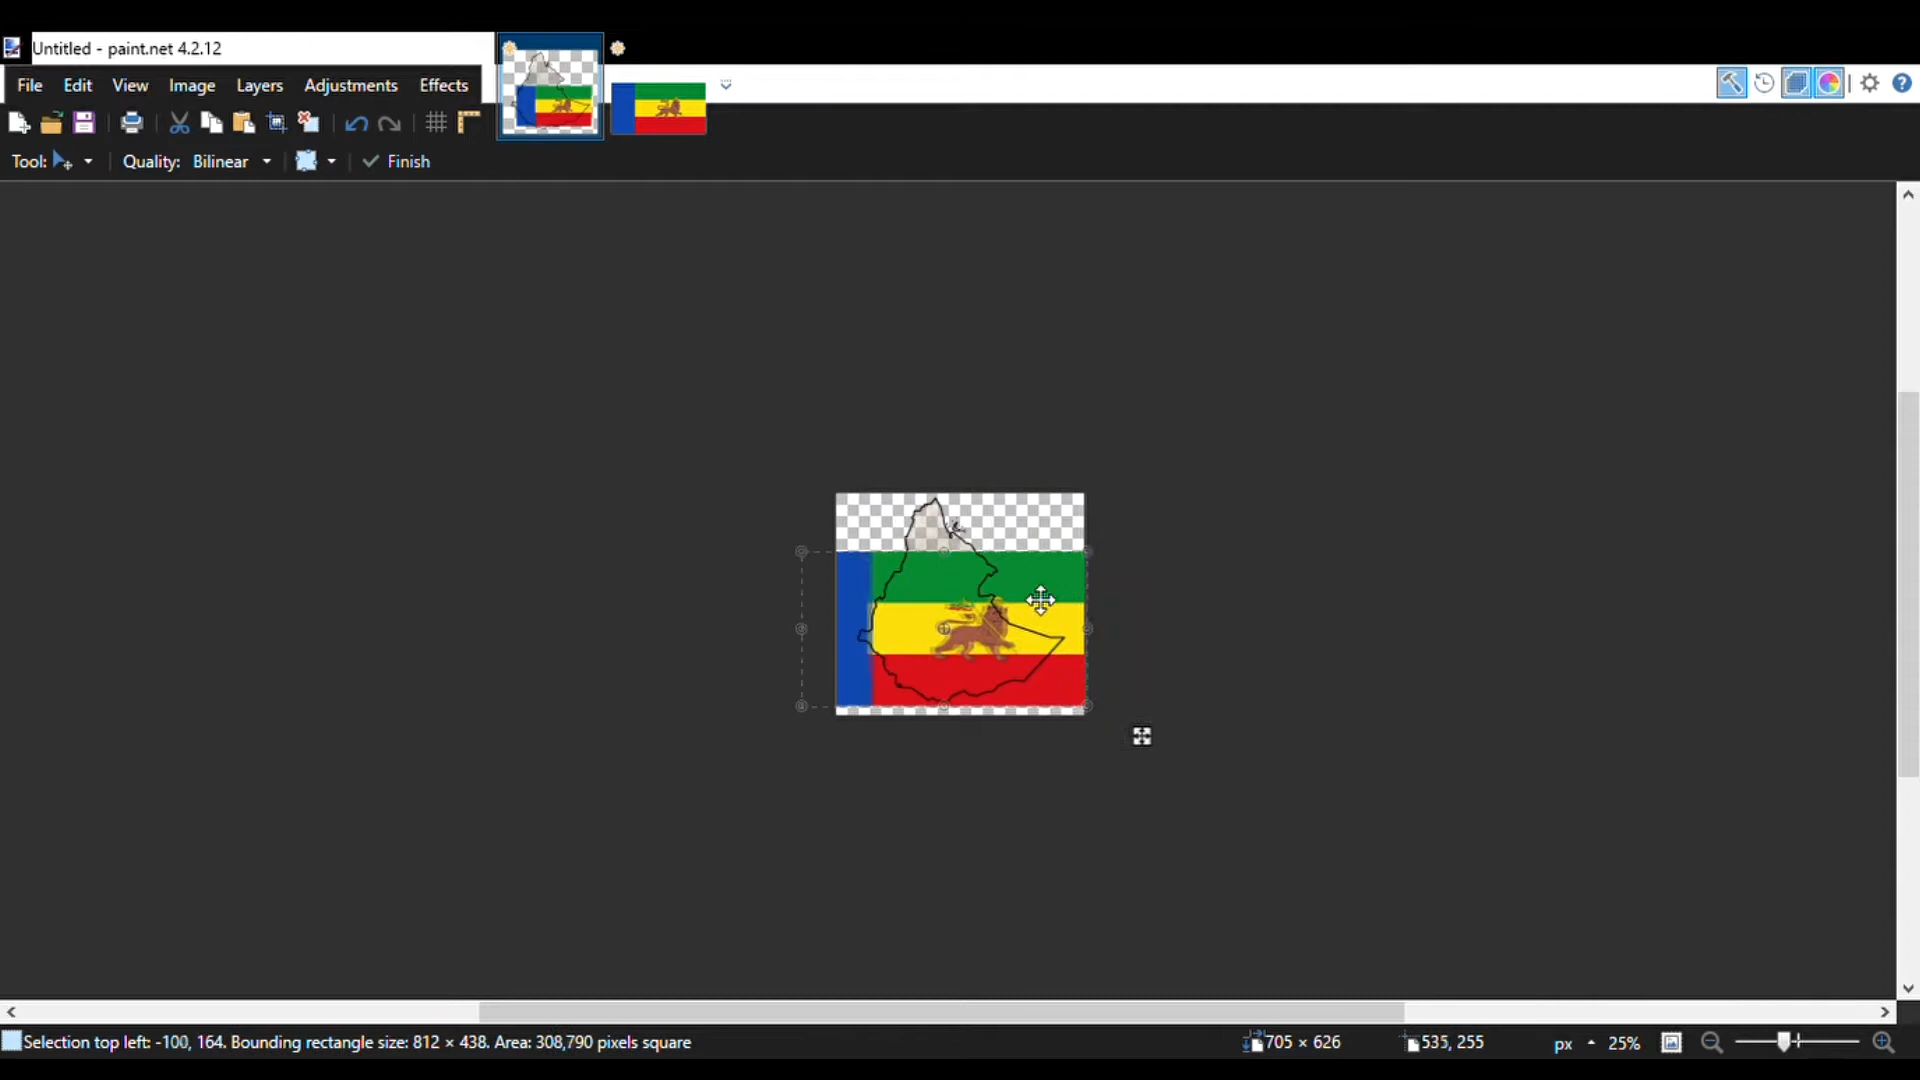 Untitled - paint.net 4.2.12
File Edit View Image Layers Adjustments Effects
Tool: Quality: Bilinear Finish
Selection top left: -100, 164. Bounding rectangle size: 812 × 438. Area: 308,790 pixels square 705 × 626 535, 255 px 25%